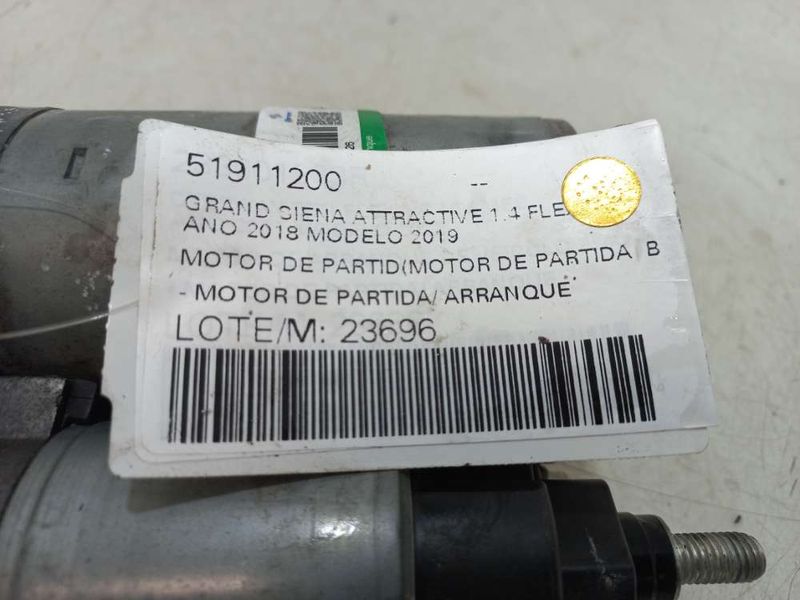 51911200 --
GRAND SIENA ATTRACTIVE 1.4 FLE
ANO 2018 MODELO 2019
MOTOR DE PARTID(MOTOR DE PARTIDA B
- MOTOR DE PARTIDA/ ARRANQUE
LOTE/M: 23696